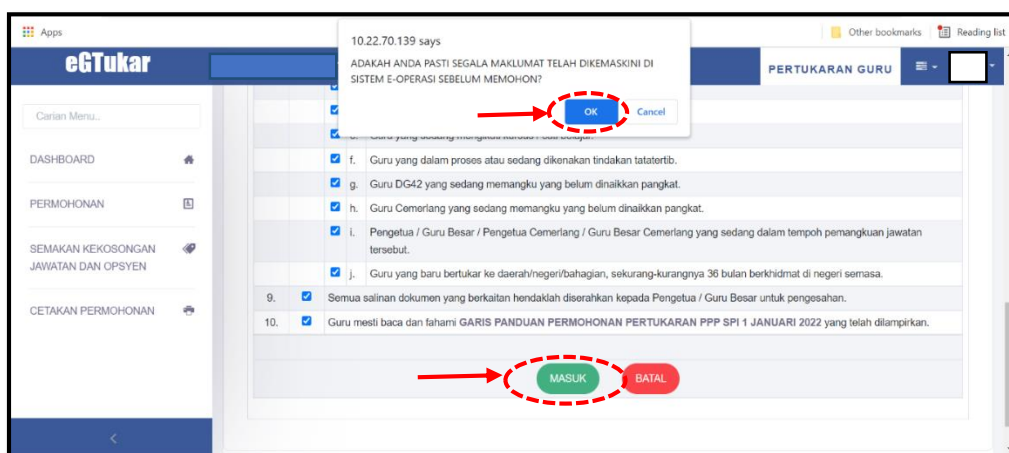 Apps
Other bookmarks
Reading list
10.22.70.139 says
ADAKAH ANDA PASTI SEGALA MAKLUMAT TELAH DIKEMASKINI DI
SISTEM E-OPERASI SEBELUM MEMOHON?
OK
Cancel
eGTukar
PERTUKARAN GURU
Carian Menu..
DASHBOARD
PERMOHONAN
SEMAKAN KEKOSONGAN
JAWATAN DAN OPSYEN
CETAKAN PERMOHONAN
f. Guru yang dalam proses atau sedang dikenakan tindakan tatatertib.
g. Guru DG42 yang sedang memangku yang belum dinaikkan pangkat.
h. Guru Cemerlang yang sedang memangku yang belum dinaikkan pangkat.
i. Pengetua / Guru Besar / Pengetua Cemerlang / Guru Besar Cemerlang yang sedang dalam tempoh pemangkuan jawatan
tersebut.
j. Guru yang baru bertukar ke daerah/negeri/bahagian, sekurang-kurangnya 36 bulan berkhidmat di negeri semasa.
9. Semua salinan dokumen yang berkaitan hendaklah diserahkan kepada Pengetua / Guru Besar untuk pengesahan.
10. Guru mesti baca dan fahami GARIS PANDUAN PERMOHONAN PERTUKARAN PPP SPI 1 JANUARI 2022 yang telah dilampirkan.
MASUK
BATAL